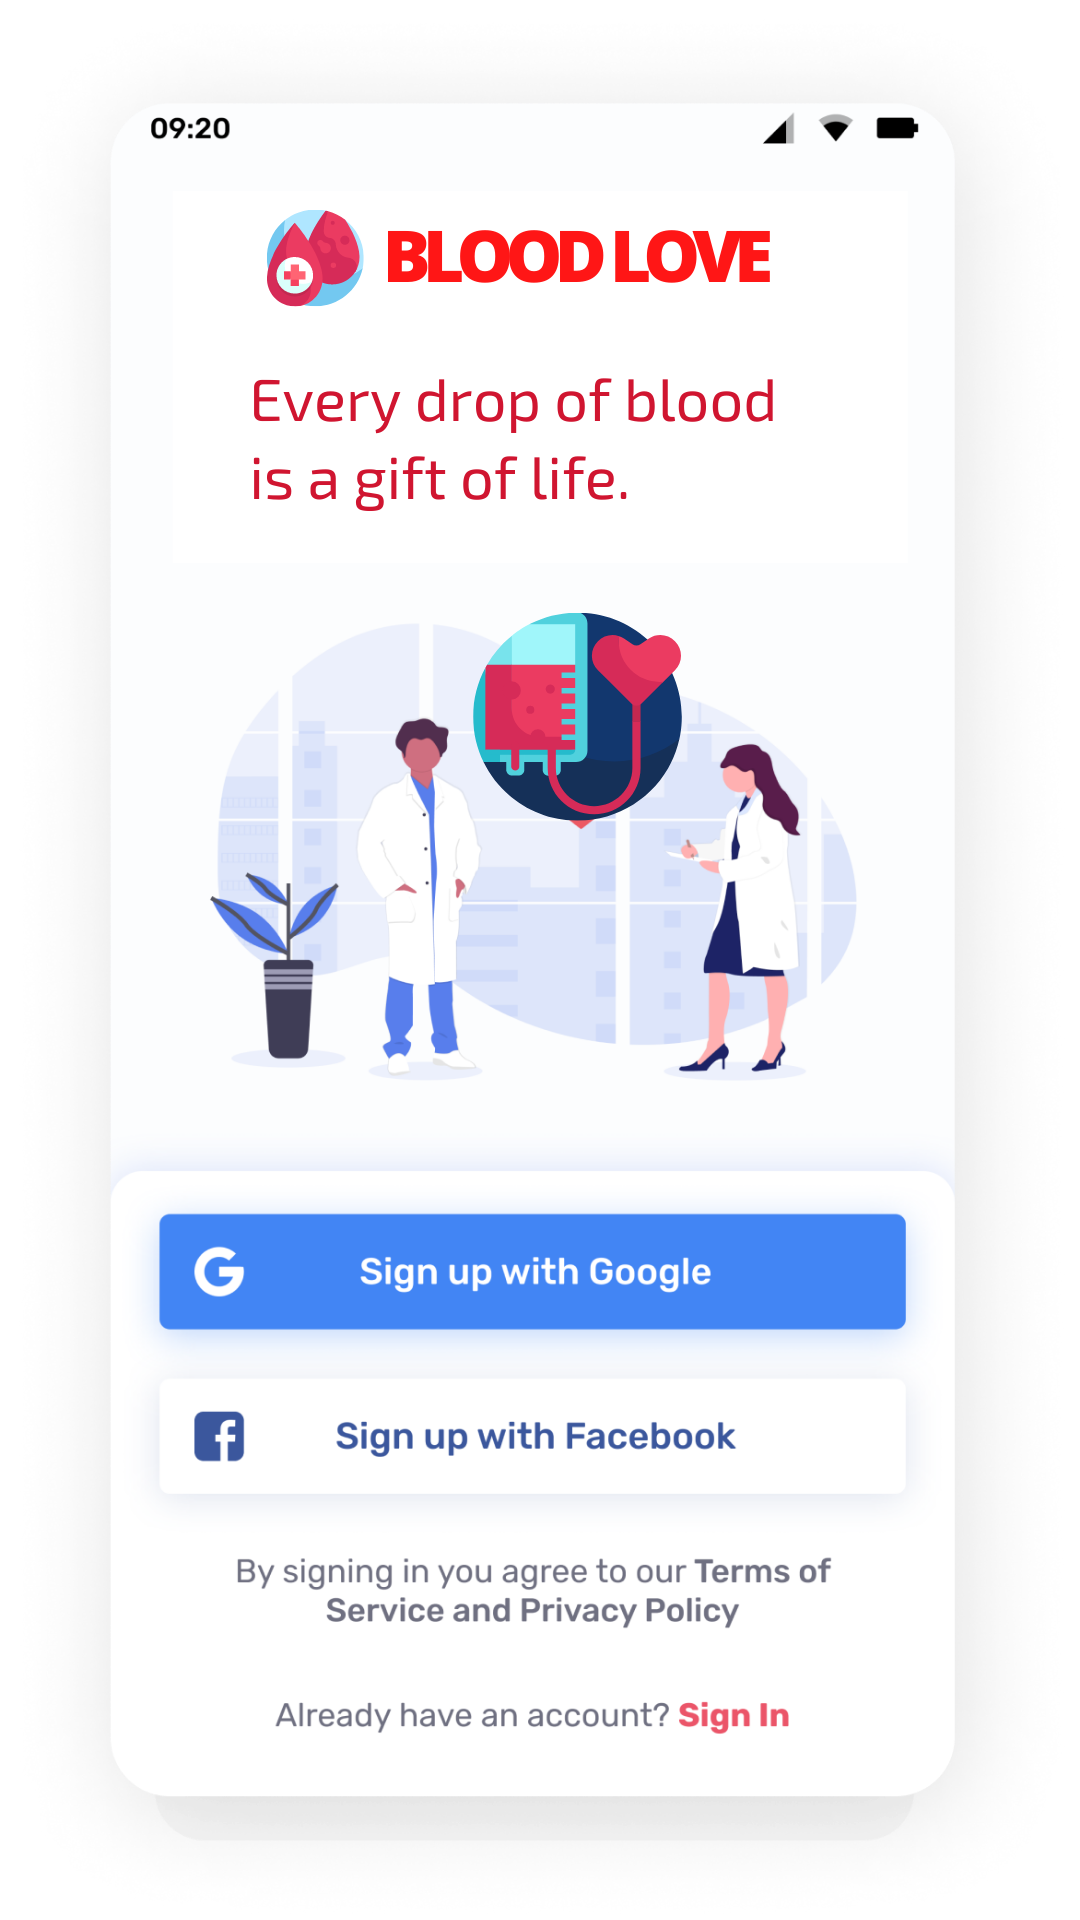 09:20
BLOOD LOVE
Every drop of blood
is a gift of life.
Sign up with Google
Sign up with Facebook
By signing in you agree to our Terms of
Service and Privacy Policy
Already have an account? Sign In